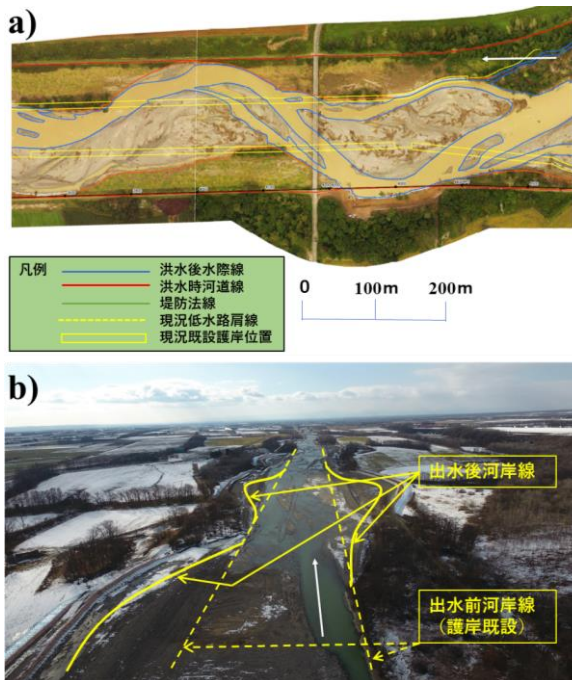 a)
凡例
洪水後水際線
洪水時河道線
堤防法線
現況低水路肩線
現況既設護岸位置
0 100m 200m
b)
出水後河岸線
出水前河岸線
(護岸既設)